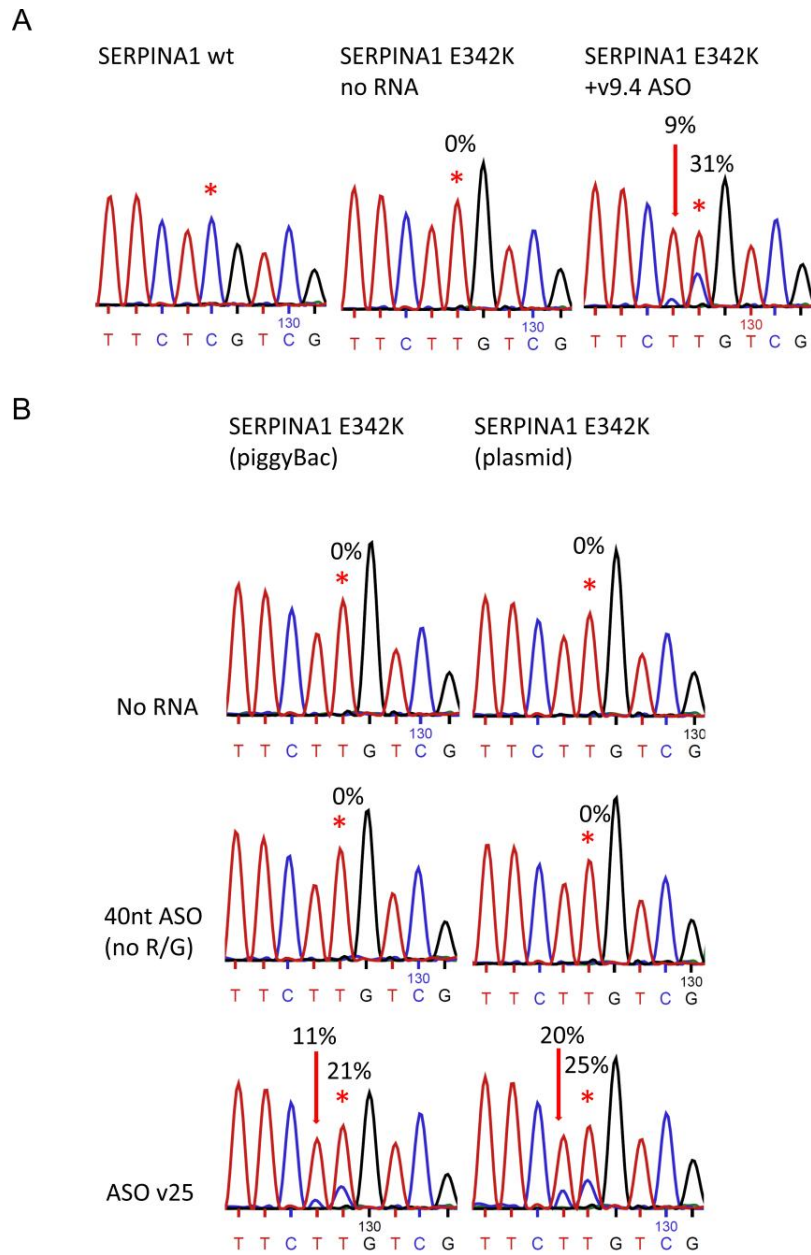 A
SERPINA1 wt
SERPINA1 E342K
no RNA
SERPINA1 E342K
+v9.4 ASO
*
0%
*
9%
31%
*
130
T T C T C G T C G
130
T T C T T G T C G
130
T T C T T G T C G
B
SERPINA1 E342K
(piggyBac)
SERPINA1 E342K
(plasmid)
No RNA
0%
*
130
T T C T T G T C G
0%
*
130
T T C T T G T C G
40nt ASO
(no R/G)
0%
*
130
T T C T T G T C G
0%
*
130
T T C T T G T C G
ASO v25
11%
21%
*
130
T T C T T G T C G
20%
25%
*
130
T T C T T G T C G